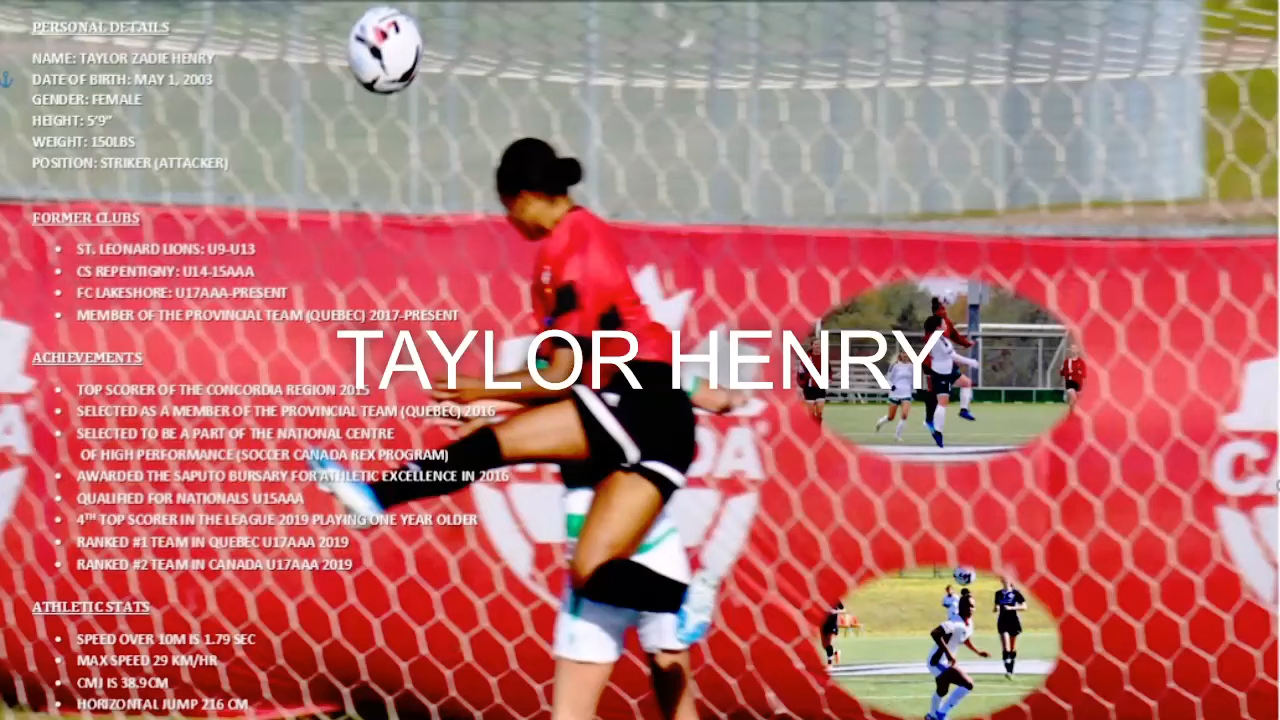 PERSONAL DETAILS
NAME: TAYLOR ZADIE HENRY
DATE OF BIRTH: MAY 1, 2003
GENDER: FEMALE
HEIGHT: 5'9"
WEIGHT: 150LBS
POSITION: STRIKER (ATTACKER)
FORMER CLUBS
• ST. LEONARD LIONS: U9-U13
• CS REPENTIGNY: U14-15AAA
• FC LAKESHORE: U17AAA-PRESENT
• MEMBER OF THE PROVINCIAL TEAM (QUEBEC) 2017-PRESENT
TAYLOR HENRY
ACHIEVEMENTS
• TOP SCORER OF THE CONCORDIA REGION 2015
• SELECTED AS A MEMBER OF THE PROVINCIAL TEAM (QUEBEC) 2016
• SELECTED TO BE A PART OF THE NATIONAL CENTRE
OF HIGH PERFORMANCE (SOCCER CANADA REX PROGRAM)
• AWARDED THE SAPUTO BURSARY FOR ATHLETIC EXCELLENCE IN 2016
• QUALIFIED FOR NATIONALS U15AAA
• 4TH TOP SCORER IN THE LEAGUE 2019 PLAYING ONE YEAR OLDER
• RANKED #1 TEAM IN QUEBEC U17AAA 2019
• RANKED #2 TEAM IN CANADA U17AAA 2019
ATHLETIC STATS
• SPEED OVER 10M IS 1.79 SEC
• MAX SPEED 29 KM/HR
• CMJ IS 38.9CM
• HORIZONTAL JUMP 216 CM